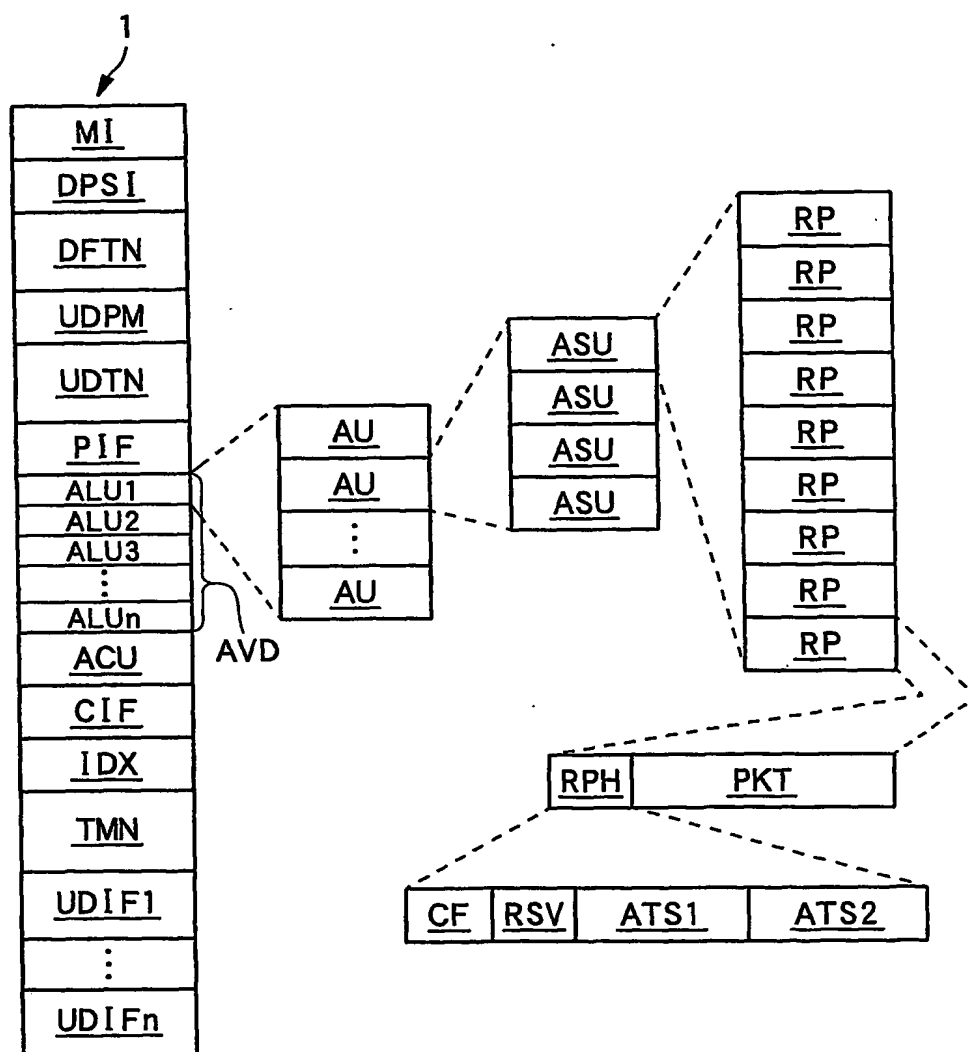 1
MI
DPSI
DFTN
UDPM
UDTN
PIF
ALU1
ALU2
ALU3
⋮
ALUn
AVD
ACU
CIF
IDX
TMN
UDIF1
⋮
UDIFn
AU
AU
⋮
AU
ASU
ASU
ASU
ASU
RP
RP
RP
RP
RP
RP
RP
RP
RP
RPH PKT
CF RSV ATS1 ATS2